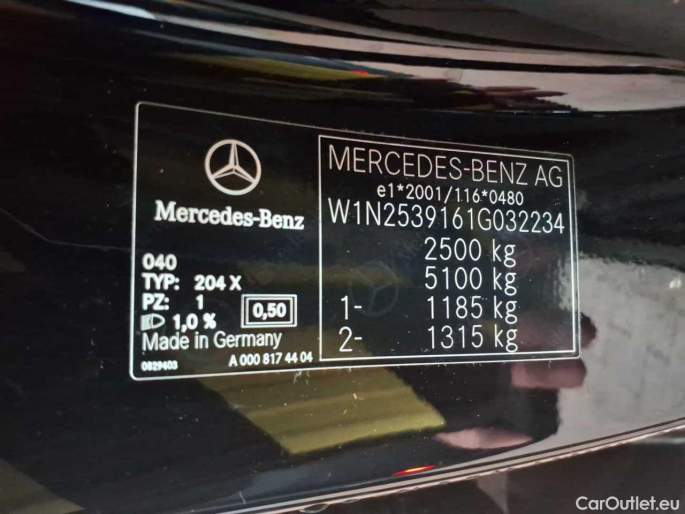 Mercedes-Benz
040
TYP: 204 X
PZ: 1
1,0 %
0,50
Made in Germany
0829403
A 000 817 44 04
MERCEDES-BENZ AG
e1*2001/116*0480
W1N2539161G032234
2500 kg
5100 kg
1- 1185 kg
2- 1315 kg
CarOutlet.eu